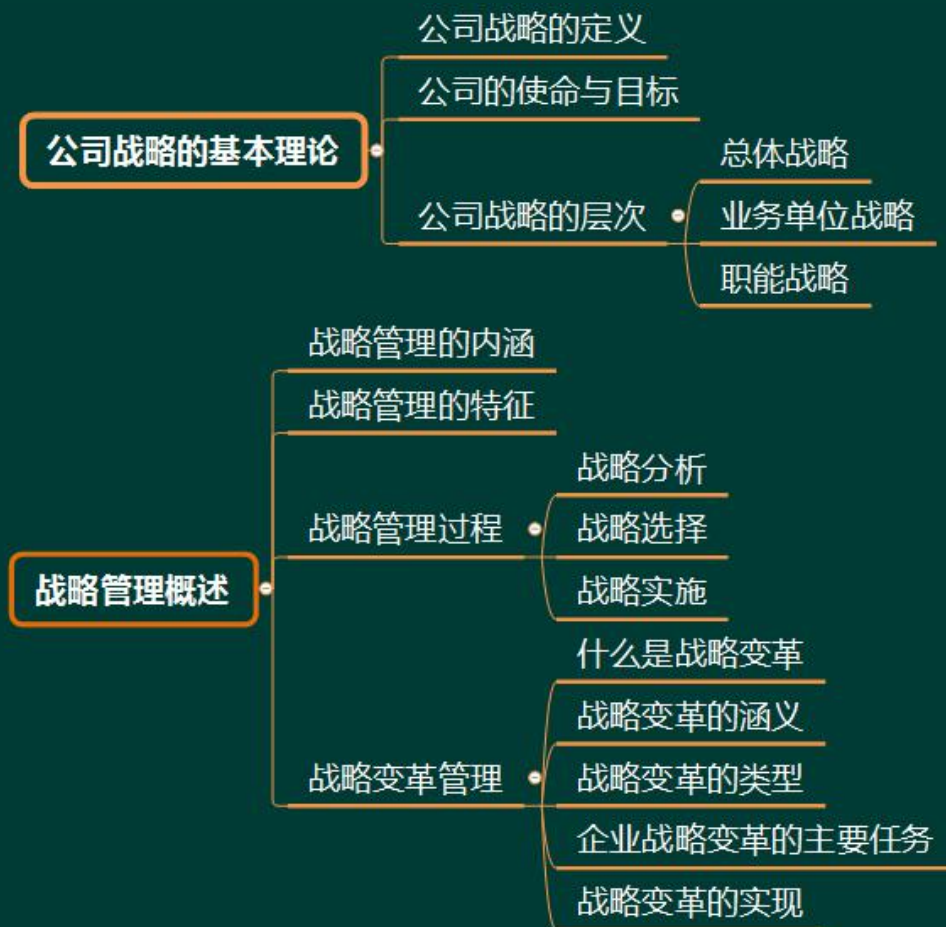 公司战略的定义
公司的使命与目标
公司战略的基本理论
总体战略
公司战略的层次
业务单位战略
职能战略
战略管理的内涵
战略管理的特征
战略分析
战略管理过程
战略选择
战略管理概述
战略实施
什么是战略变革
战略变革的涵义
战略变革管理
战略变革的类型
企业战略变革的主要任务
战略变革的实现